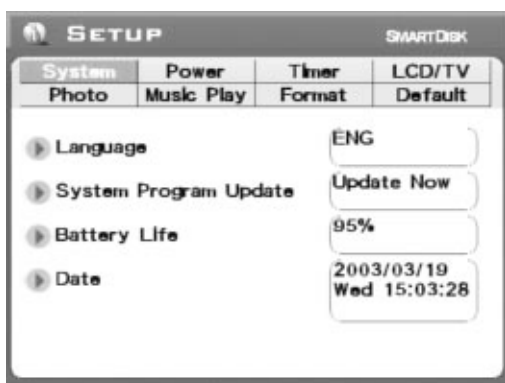 SETUP SMARTDISK
System Power Timer LCD/TV
Photo Music Play Format Default
Language ENG
System Program Update Update Now
Battery Life 95%
Date 2003/03/19
Wed 15:03:28